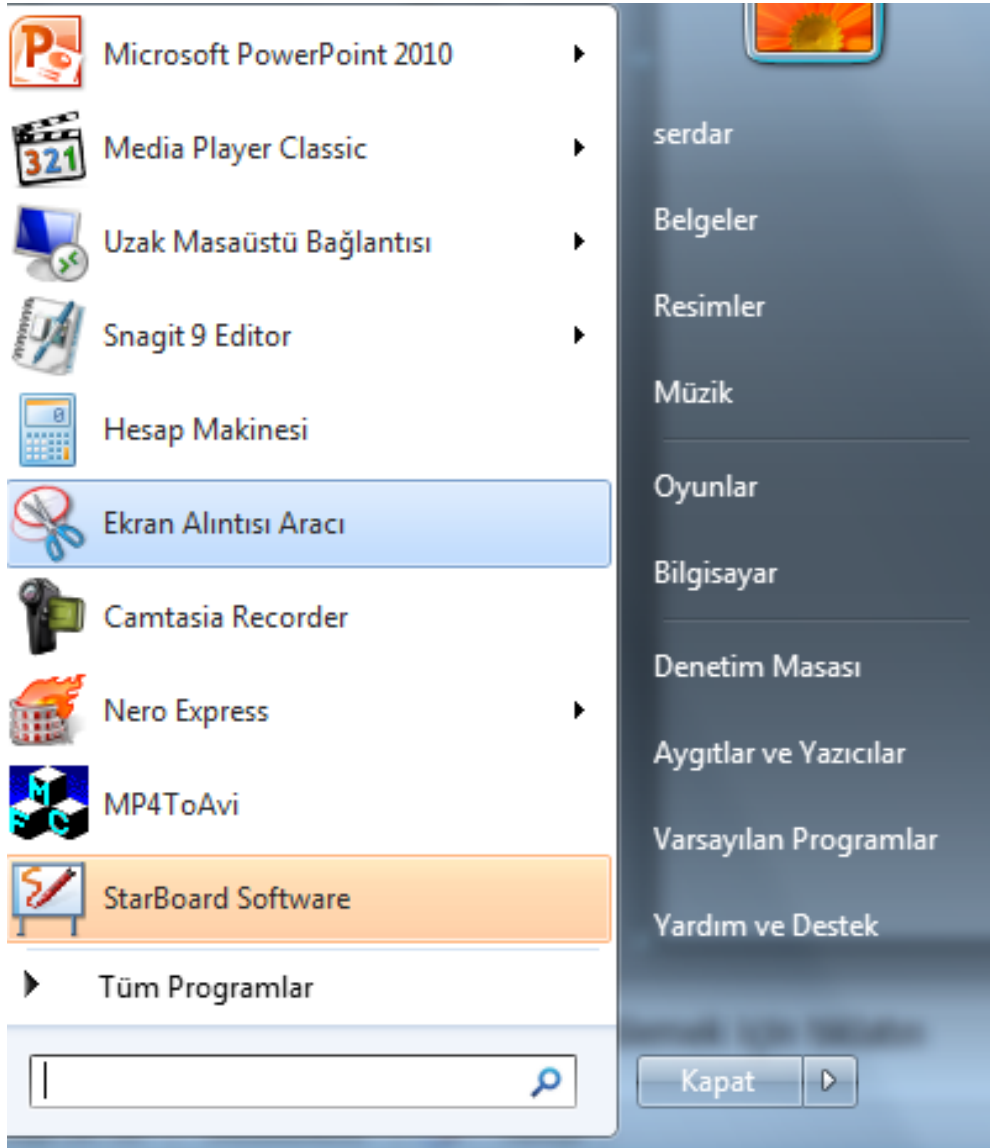 Microsoft PowerPoint 2010
Media Player Classic
Uzak Masaüstü Bağlantısı
Snagit 9 Editor
Hesap Makinesi
Ekran Alıntısı Aracı
Camtasia Recorder
Nero Express
MP4ToAvi
StarBoard Software
Tüm Programlar
serdar
Belgeler
Resimler
Müzik
Oyunlar
Bilgisayar
Denetim Masası
Aygıtlar ve Yazıcılar
Varsayılan Programlar
Yardım ve Destek
Kapat